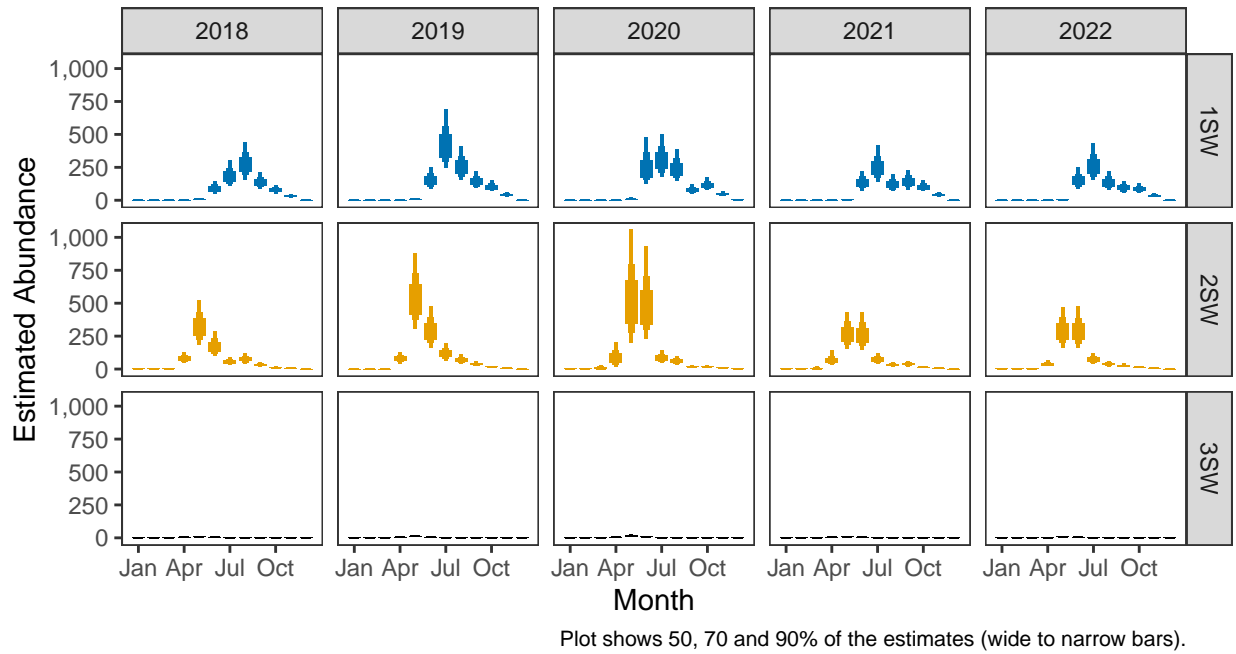 2018 2019 2020 2021 2022
1,000
750
500
250
0
1SW
1,000
750
500
250
0
2SW
1,000
750
500
250
0
3SW
Estimated Abundance
Jan Apr Jul Oct Jan Apr Jul Oct Jan Apr Jul Oct Jan Apr Jul Oct Jan Apr Jul Oct
Month
Plot shows 50, 70 and 90% of the estimates (wide to narrow bars).